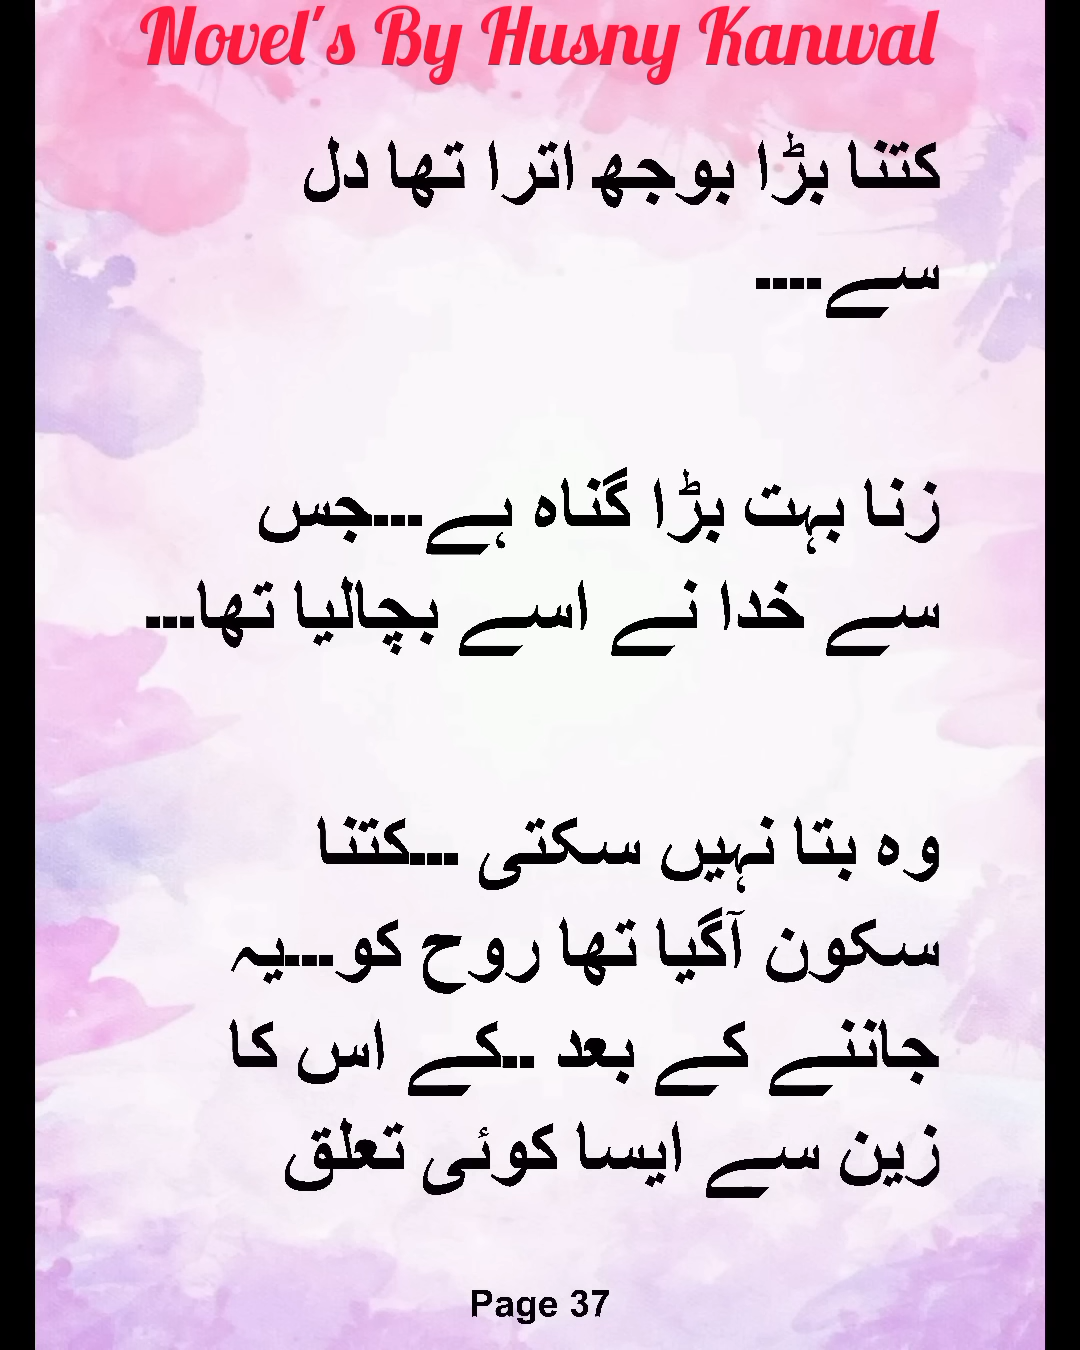 Novel's By Husny Kanwal
کتنا بڑا بوجھ اترا تھا دل
سے....
زنا بہت بڑا گناہ ہے...جس
سے خدا نے اسے بچالیا تھا...
وہ بتا نہیں سکتی ...کتنا
سکون آگیا تھا روح کو...یہ
جاننے کے بعد ..کے اس کا
زین سے ایسا کوئی تعلق
Page 37